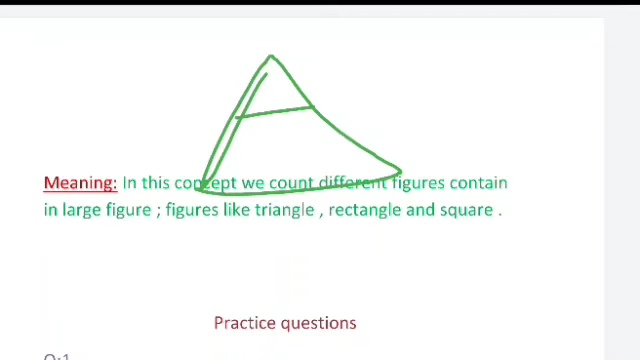 Meaning: In this concept we count different figures contain
in large figure ; figures like triangle , rectangle and square .
Practice questions
Q:1